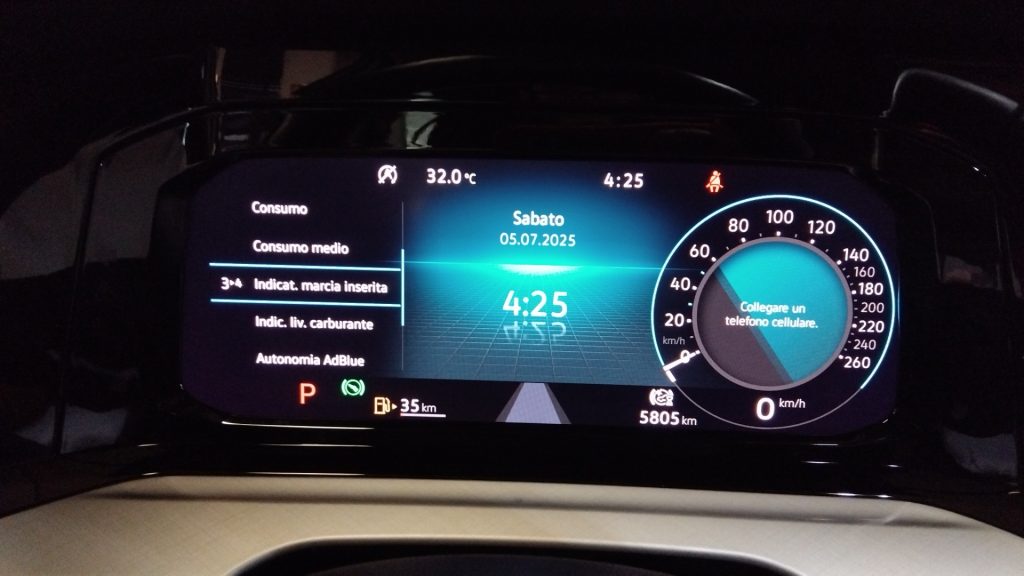 32.0 °C
4:25
Consumo
Consumo medio
3▸4 Indicat. marcia inserita
Indic. liv. carburante
Autonomia AdBlue
Sabato
05.07.2025
4:25
0
20
40
60
80
100
120
140
160
180
200
220
240
260
km/h
Collegare un
telefono cellulare.
P
35 km
5805 km
0 km/h